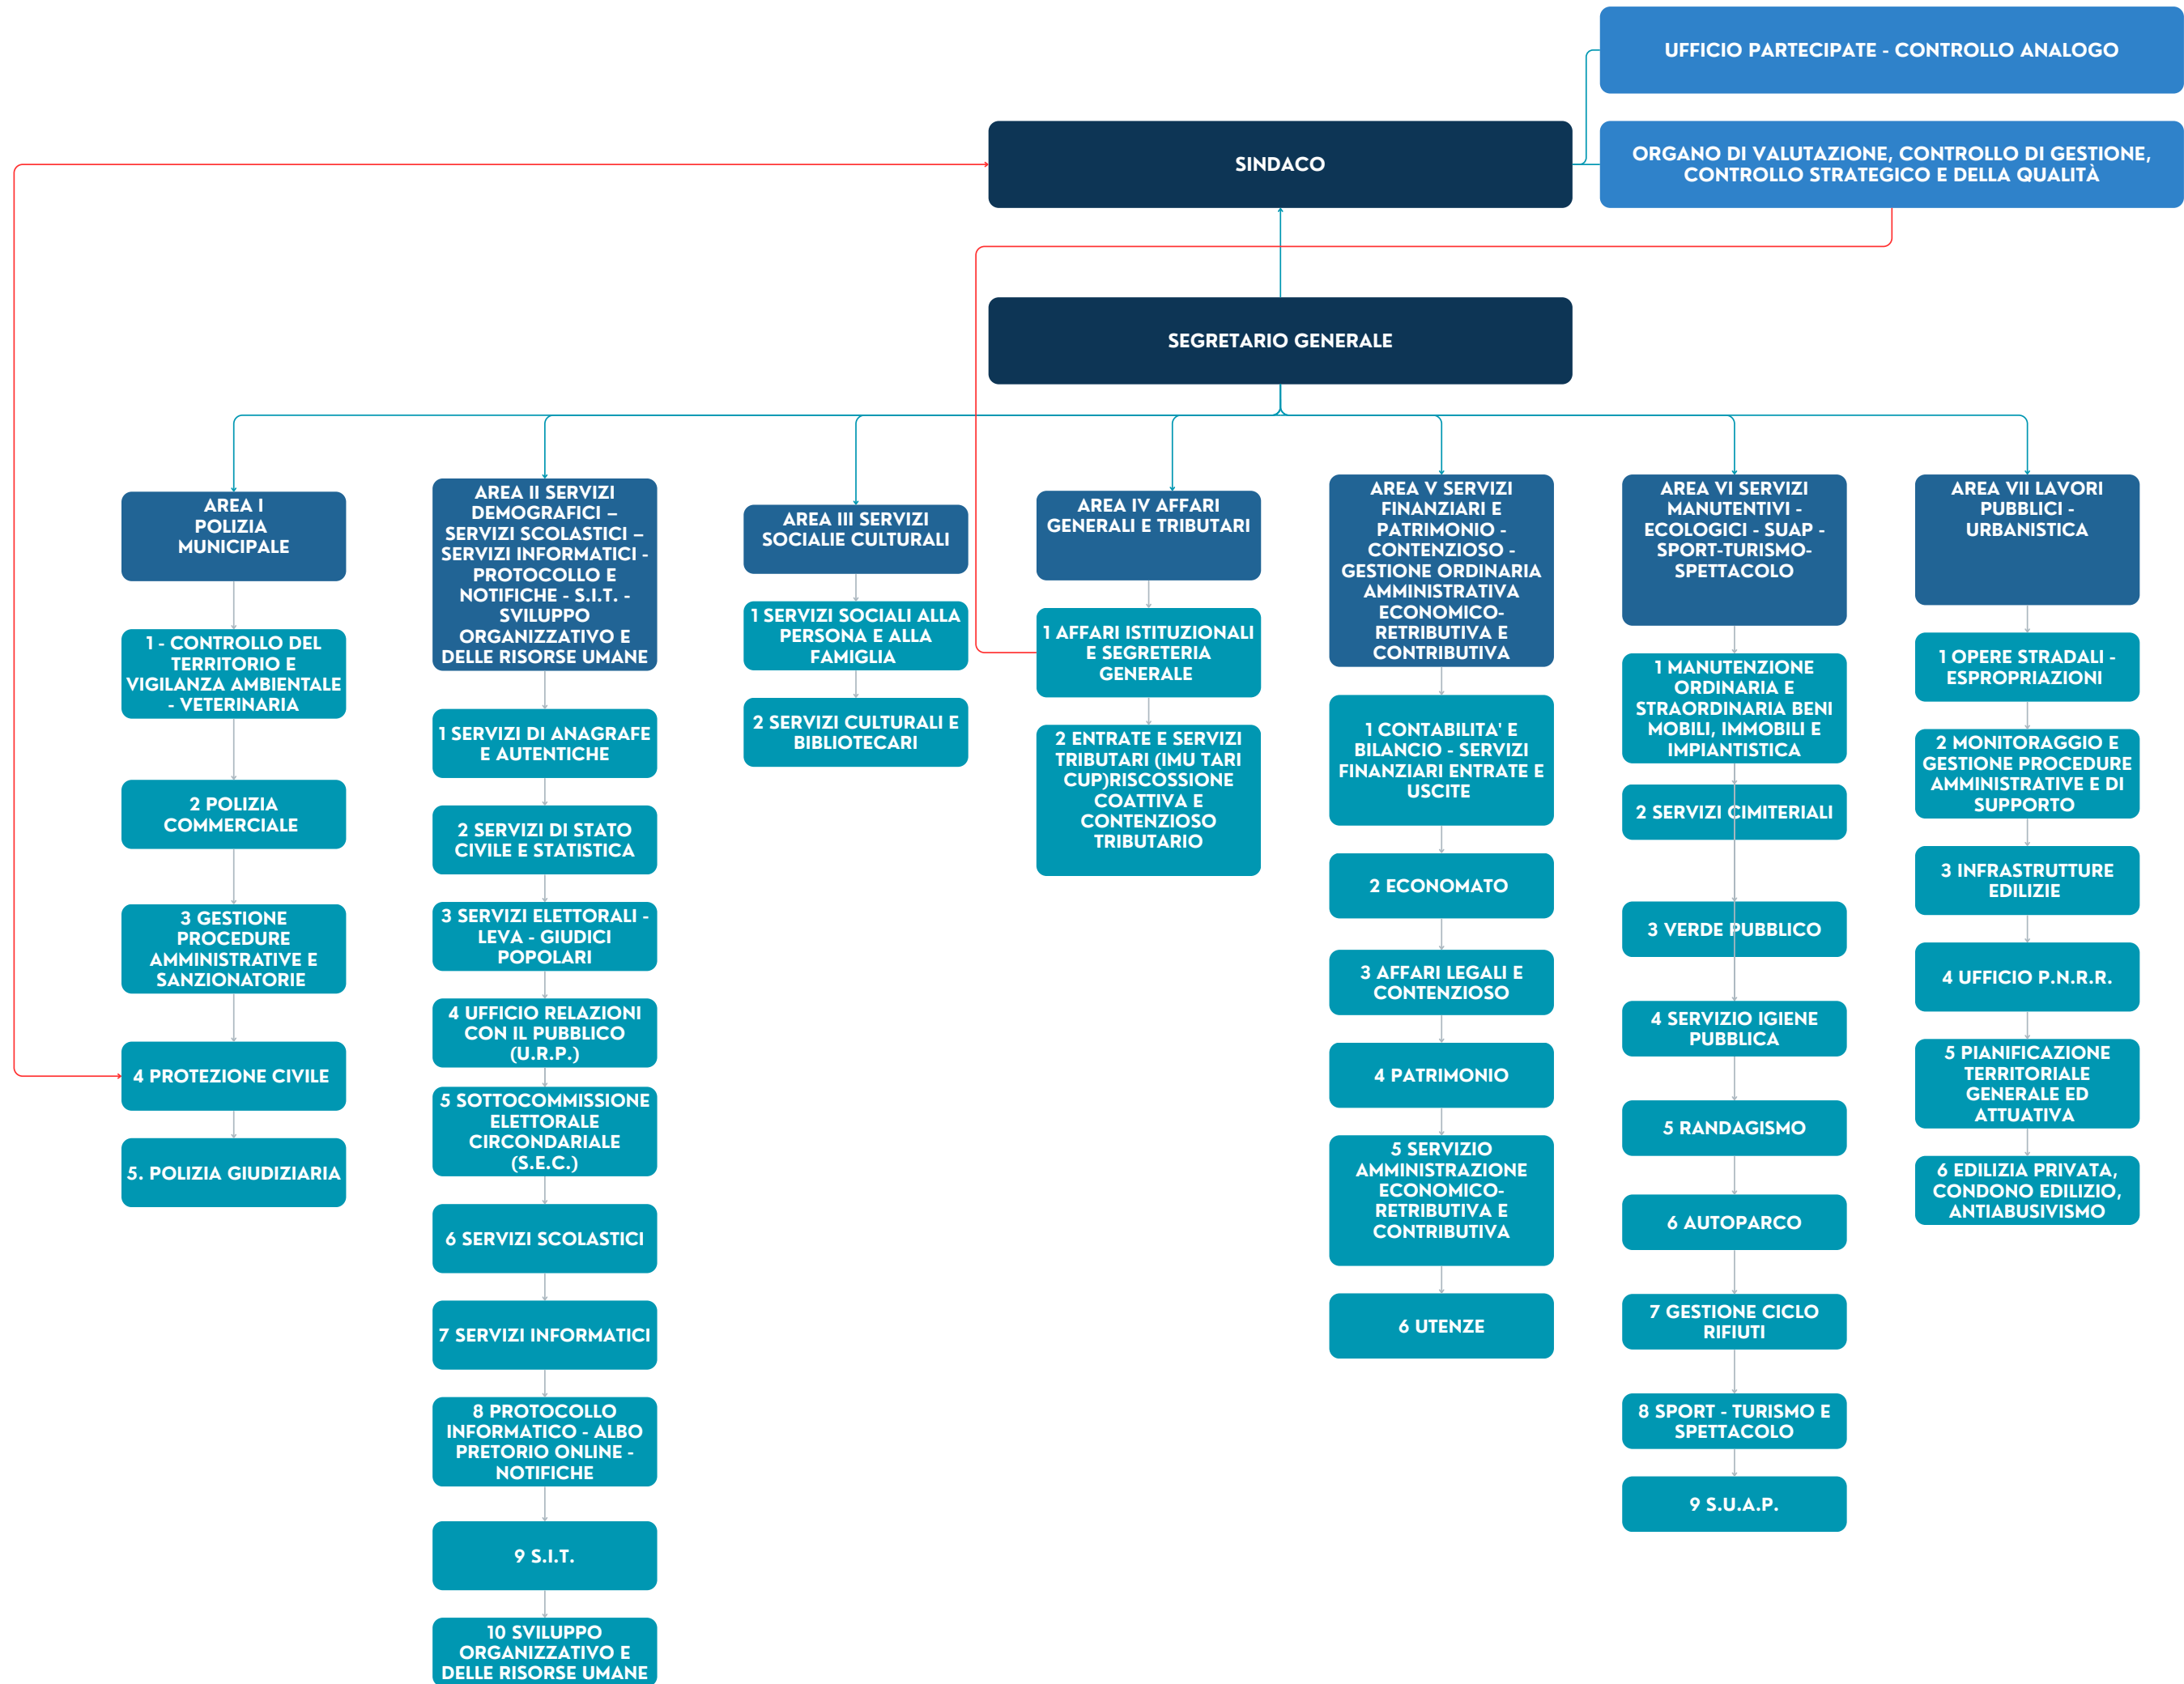 UFFICIO PARTECIPATE - CONTROLLO ANALOGO
SINDACO
ORGANO DI VALUTAZIONE, CONTROLLO DI GESTIONE,
CONTROLLO STRATEGICO E DELLA QUALITÀ
SEGRETARIO GENERALE
AREA I
POLIZIA
MUNICIPALE
1 - CONTROLLO DEL
TERRITORIO E
VIGILANZA AMBIENTALE
- VETERINARIA
2 POLIZIA
COMMERCIALE
3 GESTIONE
PROCEDURE
AMMINISTRATIVE E
SANZIONATORIE
4 PROTEZIONE CIVILE
5. POLIZIA GIUDIZIARIA
AREA II SERVIZI
DEMOGRAFICI –
SERVIZI SCOLASTICI –
SERVIZI INFORMATICI -
PROTOCOLLO E
NOTIFICHE - S.I.T. -
SVILUPPO
ORGANIZZATIVO E
DELLE RISORSE UMANE
1 SERVIZI DI ANAGRAFE
E AUTENTICHE
2 SERVIZI DI STATO
CIVILE E STATISTICA
3 SERVIZI ELETTORALI -
LEVA - GIUDICI
POPOLARI
4 UFFICIO RELAZIONI
CON IL PUBBLICO
(U.R.P.)
5 SOTTOCOMMISSIONE
ELETTORALE
CIRCONDARIALE
(S.E.C.)
6 SERVIZI SCOLASTICI
7 SERVIZI INFORMATICI
8 PROTOCOLLO
INFORMATICO - ALBO
PRETORIO ONLINE -
NOTIFICHE
9 S.I.T.
10 SVILUPPO
ORGANIZZATIVO E
DELLE RISORSE UMANE
AREA III SERVIZI
SOCIALIE CULTURALI
1 SERVIZI SOCIALI ALLA
PERSONA E ALLA
FAMIGLIA
2 SERVIZI CULTURALI E
BIBLIOTECARI
AREA IV AFFARI
GENERALI E TRIBUTARI
1 AFFARI ISTITUZIONALI
E SEGRETERIA
GENERALE
2 ENTRATE E SERVIZI
TRIBUTARI (IMU TARI
CUP)RISCOSSIONE
COATTIVA E
CONTENZIOSO
TRIBUTARIO
AREA V SERVIZI
FINANZIARI E
PATRIMONIO -
CONTENZIOSO -
GESTIONE ORDINARIA
AMMINISTRATIVA
ECONOMICO-
RETRIBUTIVA E
CONTRIBUTIVA
1 CONTABILITA' E
BILANCIO - SERVIZI
FINANZIARI ENTRATE E
USCITE
2 ECONOMATO
3 AFFARI LEGALI E
CONTENZIOSO
4 PATRIMONIO
5 SERVIZIO
AMMINISTRAZIONE
ECONOMICO-
RETRIBUTIVA E
CONTRIBUTIVA
6 UTENZE
AREA VI SERVIZI
MANUTENTIVI -
ECOLOGICI - SUAP -
SPORT-TURISMO-
SPETTACOLO
1 MANUTENZIONE
ORDINARIA E
STRAORDINARIA BENI
MOBILI, IMMOBILI E
IMPIANTISTICA
2 SERVIZI CIMITERIALI
3 VERDE PUBBLICO
4 SERVIZIO IGIENE
PUBBLICA
5 RANDAGISMO
6 AUTOPARCO
7 GESTIONE CICLO
RIFIUTI
8 SPORT - TURISMO E
SPETTACOLO
9 S.U.A.P.
AREA VII LAVORI
PUBBLICI -
URBANISTICA
1 OPERE STRADALI -
ESPROPRIAZIONI
2 MONITORAGGIO E
GESTIONE PROCEDURE
AMMINISTRATIVE E DI
SUPPORTO
3 INFRASTRUTTURE
EDILIZIE
4 UFFICIO P.N.R.R.
5 PIANIFICAZIONE
TERRITORIALE
GENERALE ED
ATTUATIVA
6 EDILIZIA PRIVATA,
CONDONO EDILIZIO,
ANTIABUSIVISMO